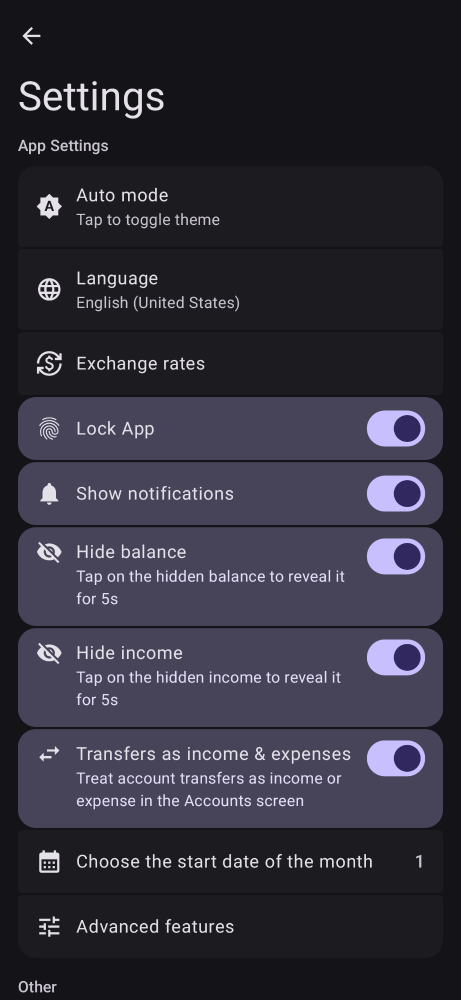 Settings
App Settings
A
Auto mode
Tap to toggle theme
Language
English (United States)
$
Exchange rates
Lock App
Show notifications
Hide balance
Tap on the hidden balance to reveal it
for 5s
Hide income
Tap on the hidden income to reveal it
for 5s
Transfers as income & expenses
Treat account transfers as income or
expense in the Accounts screen
Choose the start date of the month 1
Advanced features
Other